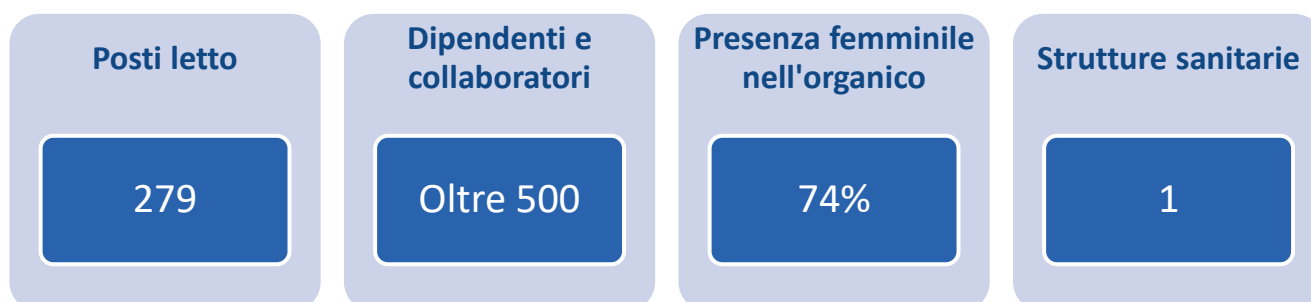 Posti letto
279
Dipendenti e
collaboratori
Oltre 500
Presenza femminile
nell'organico
74%
Strutture sanitarie
1